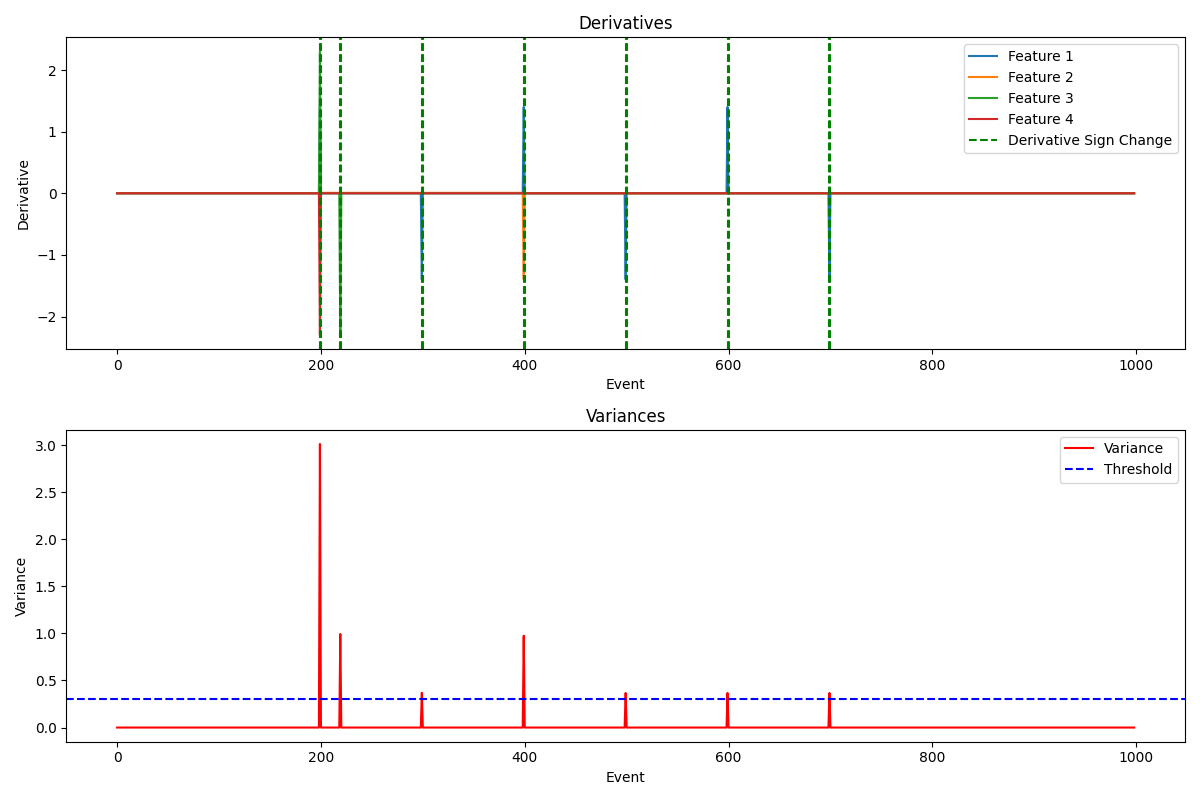 Derivatives
Feature 1
Feature 2
Feature 3
Feature 4
Derivative Sign Change
Derivative
2
1
0
−1
−2
0 200 400 600 800 1000
Event
Variances
Variance
Threshold
Variance
3.0
2.5
2.0
1.5
1.0
0.5
0.0
0 200 400 600 800 1000
Event